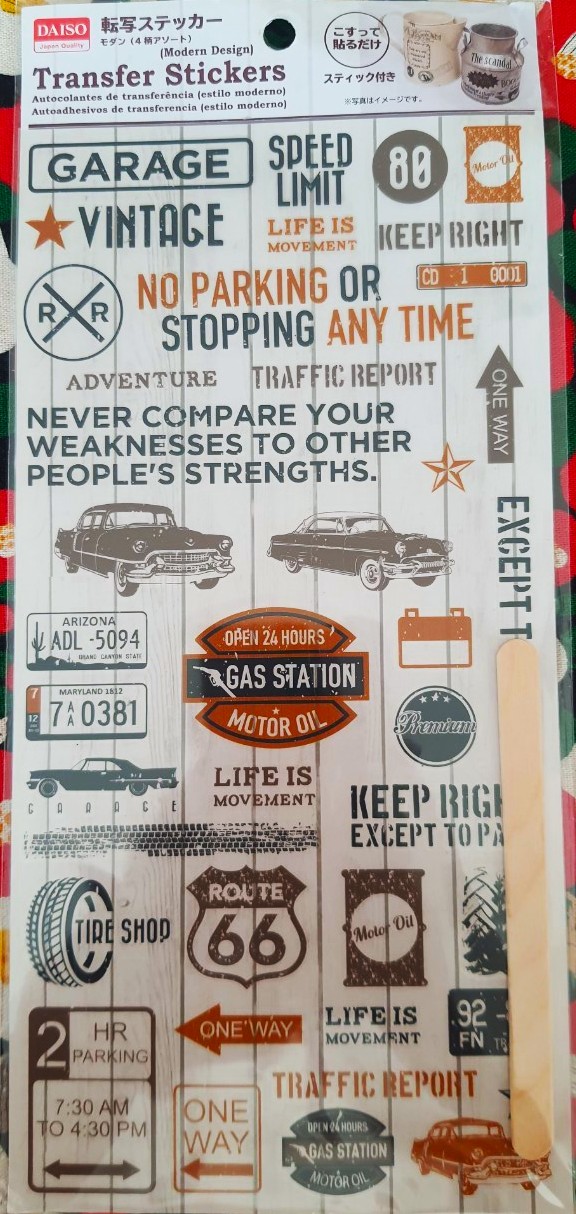 DAISO
Japan Quality
転写ステッカー
モダン（4 柄アソート）
(Modern Design)
Transfer Stickers
Autocolantes de transferência (estilo moderno)
Autoadhesivos de transferencia (estilo moderno)
こすって
貼るだけ
スティック付き
※写真はイメージです。
The scandal
GARAGE
SPEED
LIMIT
80
Motor Oil
VINTAGE
LIFE IS
MOVEMENT
KEEP RIGHT
CD 1 0001
R R
NO PARKING OR
STOPPING ANY TIME
ADVENTURE
TRAFFIC REPORT
ONE WAY
NEVER COMPARE YOUR
WEAKNESSES TO OTHER
PEOPLE'S STRENGTHS.
EXCEPT T
ARIZONA
ADL -5094
GRAND CANYON STATE
OPEN 24 HOURS
GAS STATION
MOTOR OIL
7
12
MARYLAND 1812
7AA0381
Premium
GARAGE
LIFE IS
MOVEMENT
KEEP RIGH
EXCEPT TO PA
TIRE SHOP
ROUTE
66
Motor Oil
2 HR
PARKING
7:30 AM
TO 4:30 PM
ONE WAY
LIFE IS
MOVEMENT
92 -
FN
TR
TRAFFIC REPORT
ONE
WAY
OPEN 24 HOURS
GAS STATION
MOTOR OIL